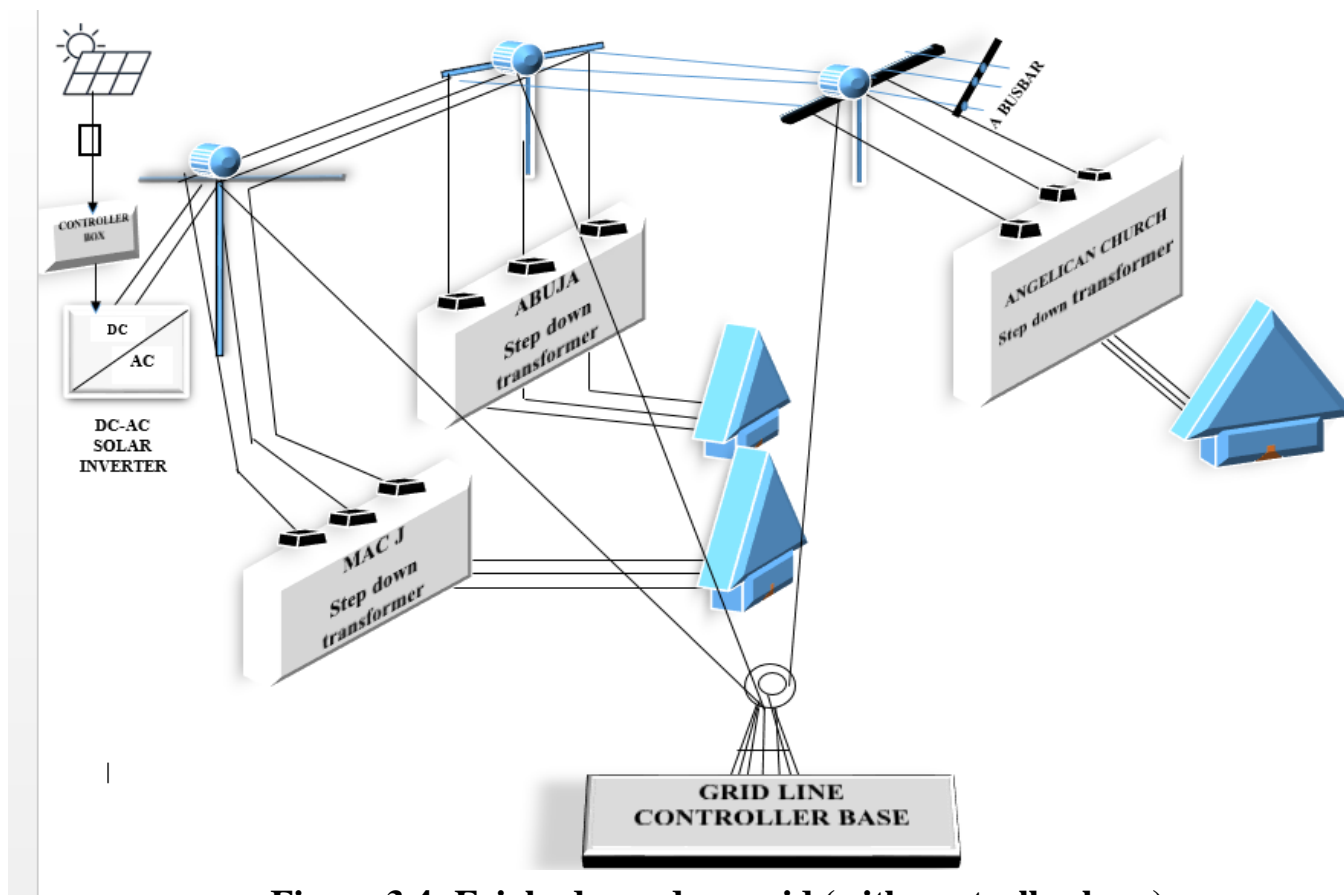 A BUSBAR
CONTROLLER
BOX
DC
AC
DC-AC
SOLAR
INVERTER
ABUJA
Step down
transformer
ANGELICAN CHURCH
Step down transformer
MAC J
Step down
transformer
GRID LINE
CONTROLLER BASE